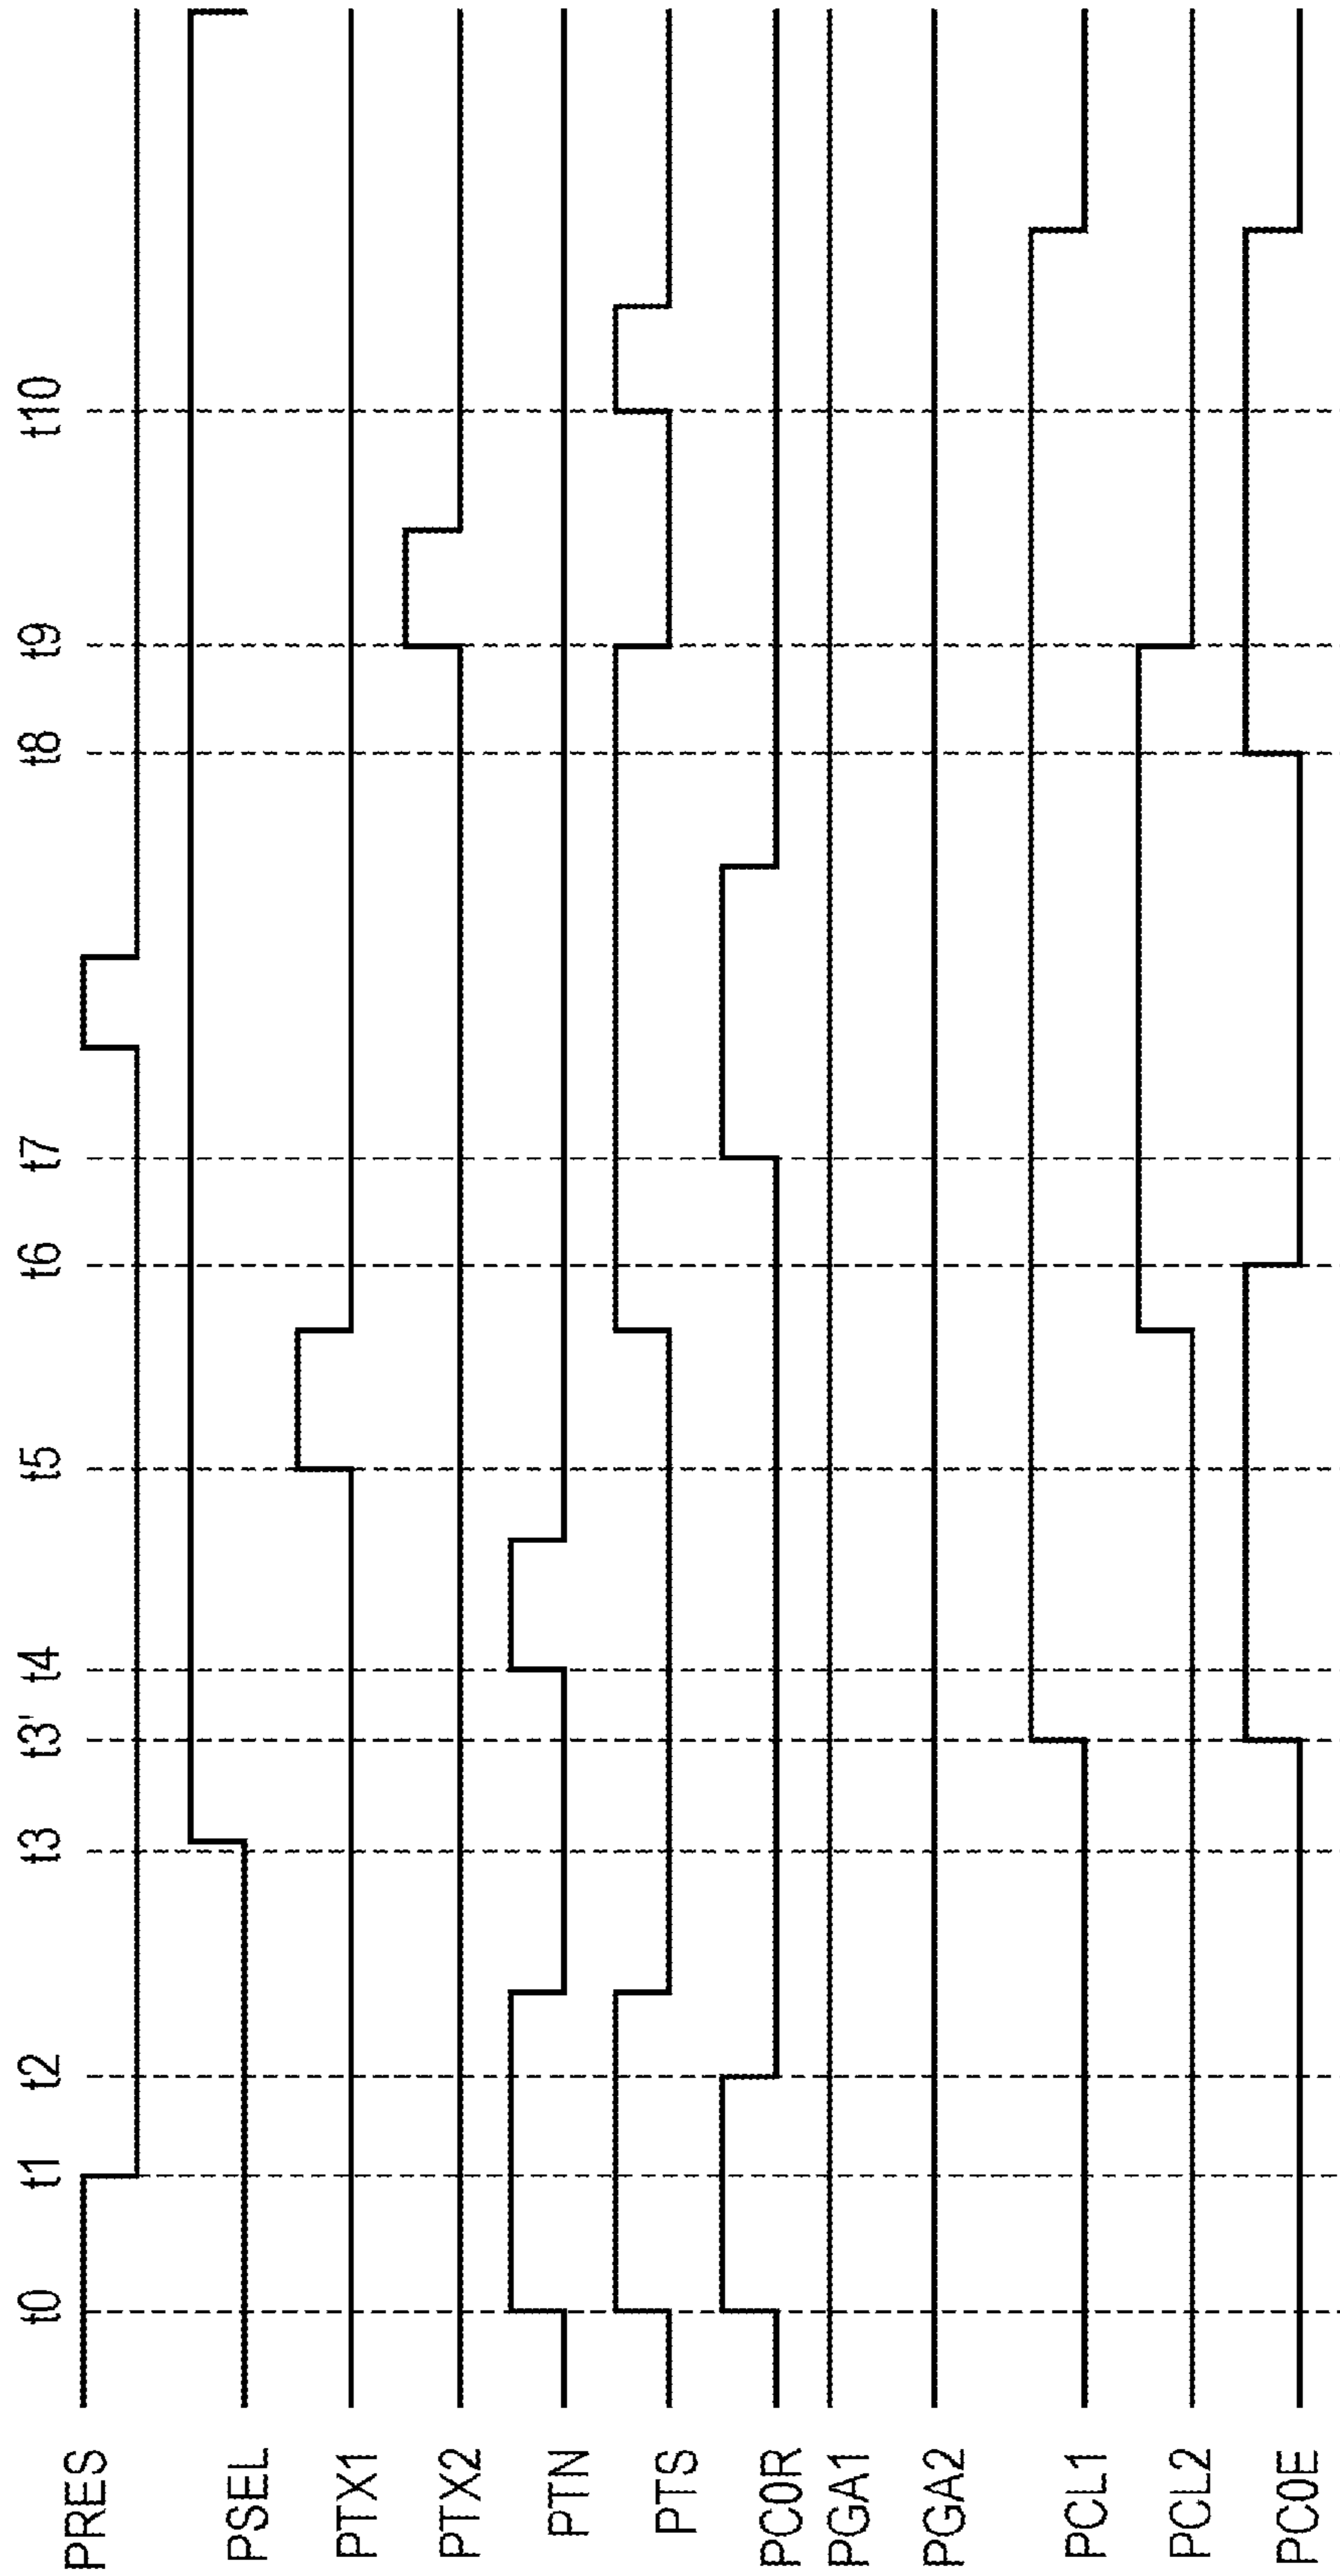 t0 t1 t2 t3 t3' t4 t5 t6 t7 t8 t9 t10
PRES
PSEL
PTX1
PTX2
PTN
PTS
PC0R
PGA1
PGA2
PCL1
PCL2
PC0E